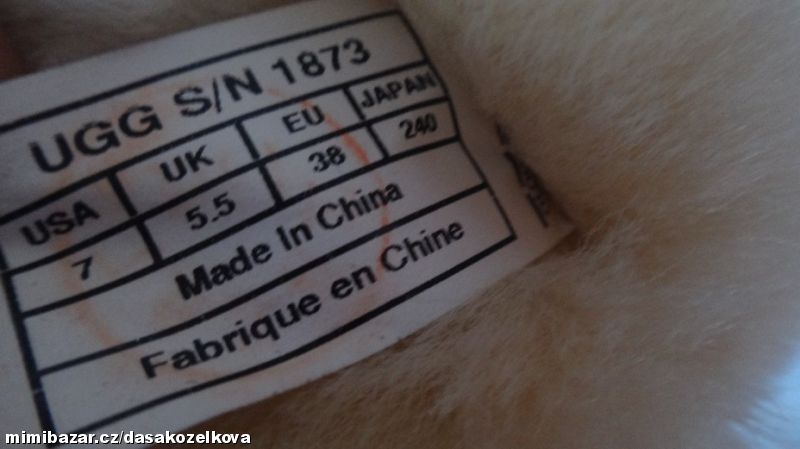 UGG S/N 1873
USA UK EU JAPAN
7 5.5 38 240
Made In China
Fabrique en Chine
mimibazar.cz/dasakozelkova